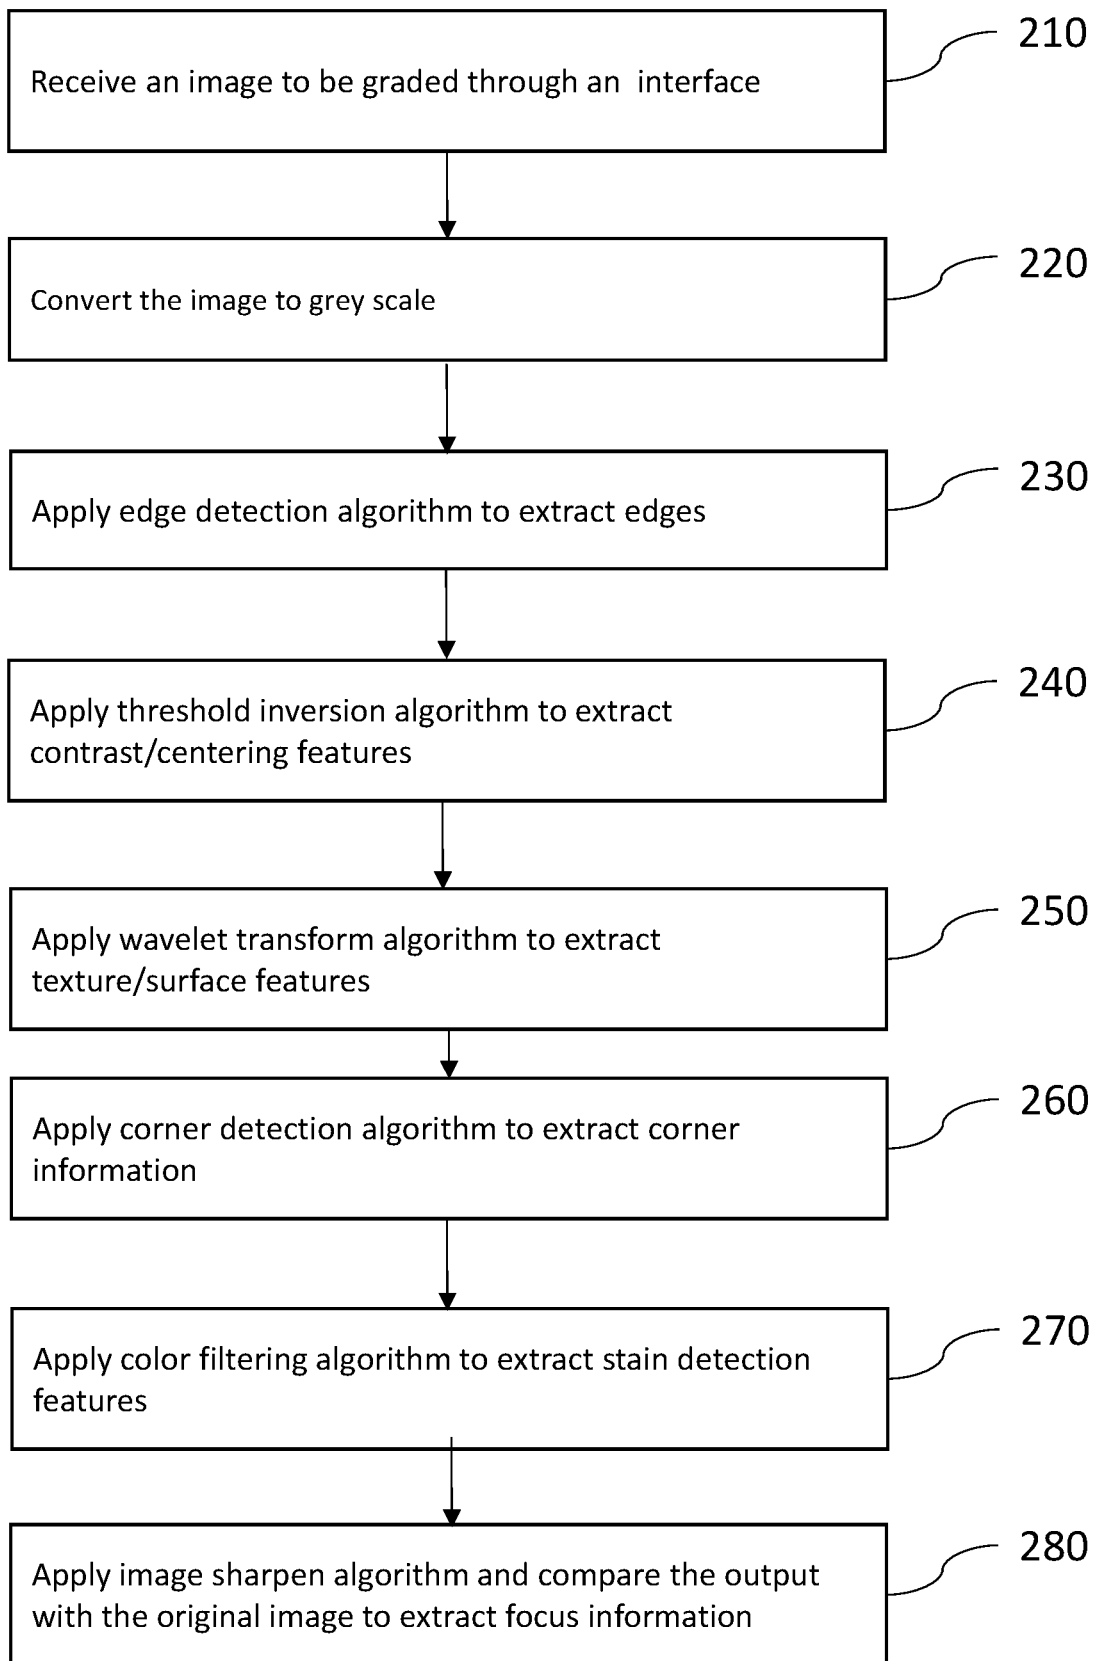 210
Receive an image to be graded through an  interface
220
Convert the image to grey scale
230
Apply edge detection algorithm to extract edges
240
Apply threshold inversion algorithm to extract
contrast/centering features
250
Apply wavelet transform algorithm to extract
texture/surface features
260
Apply corner detection algorithm to extract corner
information
270
Apply color filtering algorithm to extract stain detection
features
280
Apply image sharpen algorithm and compare the output
with the original image to extract focus information